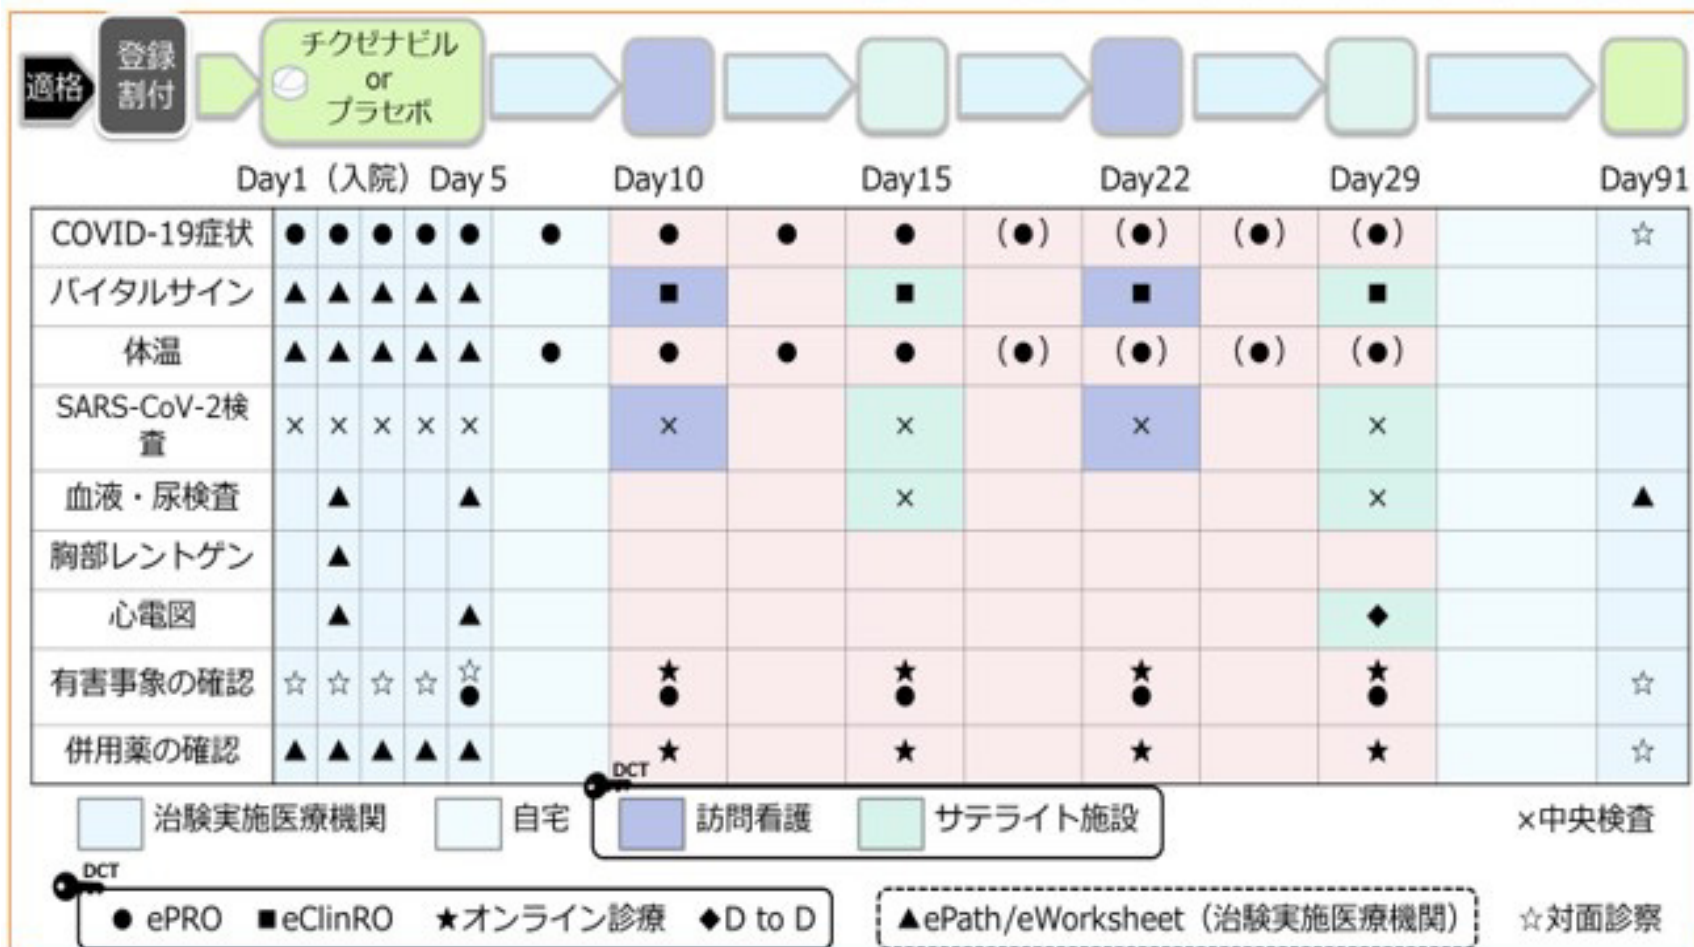 適格
登録
割付
チクゼナビル
or
プラセボ
Day1（入院）Day 5 Day10 Day15 Day22 Day29 Day91
COVID-19症状 ● ● ● ● ● ● ● ● ● (●) (●) (●) (●) ☆
バイタルサイン ▲ ▲ ▲ ▲ ▲ ■ ■ ■ ■
体温 ▲ ▲ ▲ ▲ ▲ ● ● ● ● (●) (●) (●) (●)
SARS-CoV-2検
査 × × × × × × × × ×
血液・尿検査 ▲ ▲ × × ▲
胸部レントゲン ▲
心電図 ▲ ▲ ◆
有害事象の確認 ☆ ☆ ☆ ☆ ☆● ★● ★● ★● ★● ☆
併用薬の確認 ▲ ▲ ▲ ▲ ▲ ★ ★ ★ ★ ☆
DCT
治験実施医療機関 自宅 訪問看護 サテライト施設 ×中央検査
DCT
● ePRO ■eClinRO ★オンライン診療 ◆D to D ▲ePath/eWorksheet（治験実施医療機関） ☆対面診察